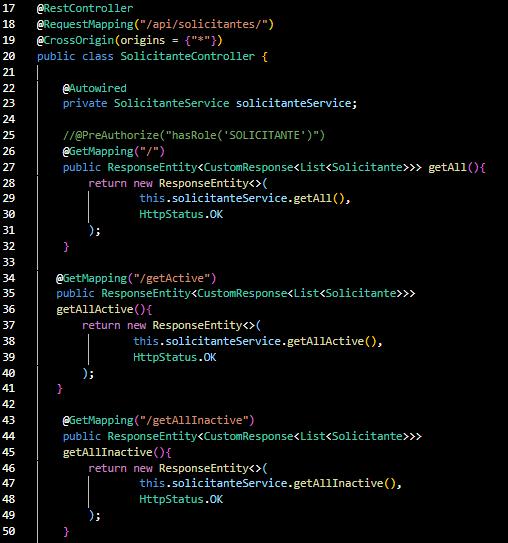 17 @RestController
18 @RequestMapping("/api/solicitantes/")
19 @CrossOrigin(origins = {"*"})
20 public class SolicitanteController {
21
22 @Autowired
23 private SolicitanteService solicitanteService;
24
25 //@PreAuthorize("hasRole('SOLICITANTE')")
26 @GetMapping("/")
27 public ResponseEntity<CustomResponse<List<Solicitante>>> getAll(){
28 return new ResponseEntity<>(
29 this.solicitanteService.getAll(),
30 HttpStatus.OK
31 );
32 }
33
34 @GetMapping("/getActive")
35 public ResponseEntity<CustomResponse<List<Solicitante>>>
36 getAllActive(){
37 return new ResponseEntity<>(
38 this.solicitanteService.getAllActive(),
39 HttpStatus.OK
40 );
41 }
42
43 @GetMapping("/getAllInactive")
44 public ResponseEntity<CustomResponse<List<Solicitante>>>
45 getAllInactive(){
46 return new ResponseEntity<>(
47 this.solicitanteService.getAllInactive(),
48 HttpStatus.OK
49 );
50 }